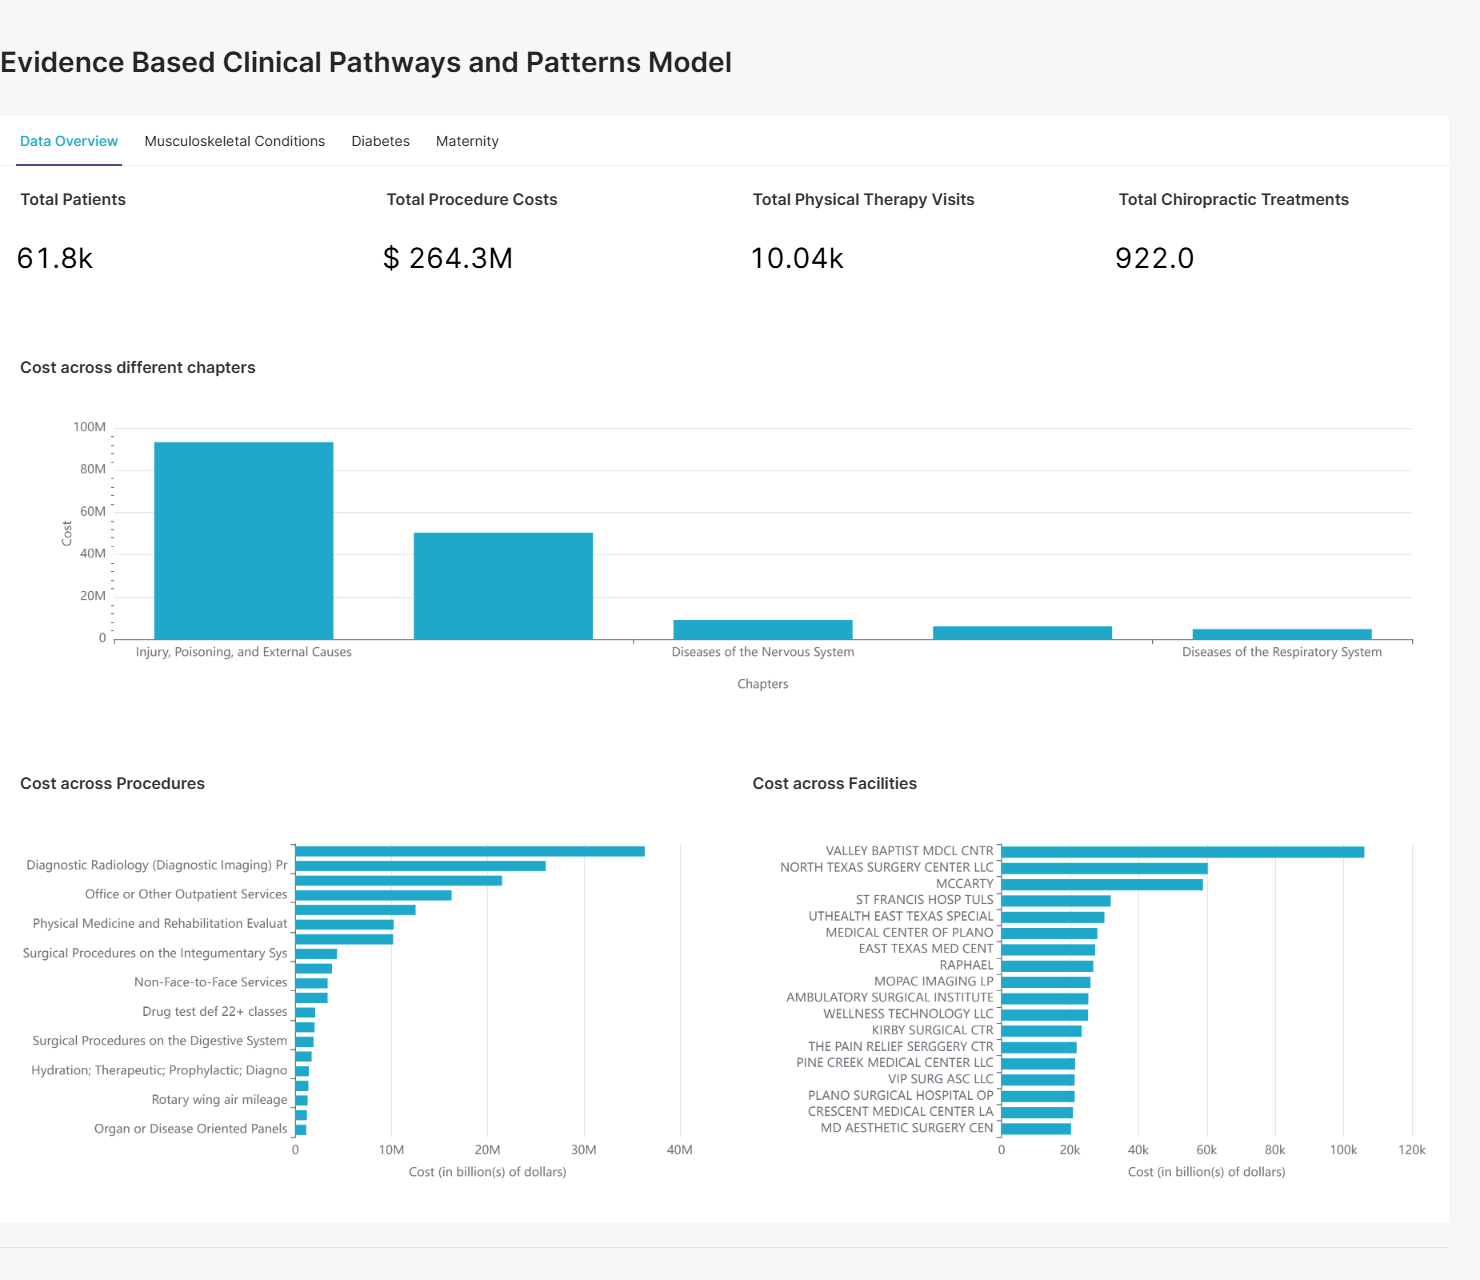 Evidence Based Clinical Pathways and Patterns Model
Data Overview Musculoskeletal Conditions Diabetes Maternity
Total Patients Total Procedure Costs Total Physical Therapy Visits Total Chiropractic Treatments
61.8k $ 264.3M 10.04k 922.0
Cost across different chapters
100M
80M
60M
40M
20M
0
Cost
Injury, Poisoning, and External Causes Diseases of the Nervous System Diseases of the Respiratory System
Chapters
Cost across Procedures
Diagnostic Radiology (Diagnostic Imaging) Pr
Office or Other Outpatient Services
Physical Medicine and Rehabilitation Evaluat
Surgical Procedures on the Integumentary Sys
Non-Face-to-Face Services
Drug test def 22+ classes
Surgical Procedures on the Digestive System
Hydration; Therapeutic; Prophylactic; Diagno
Rotary wing air mileage
Organ or Disease Oriented Panels
0 10M 20M 30M 40M
Cost (in billion(s) of dollars)
Cost across Facilities
VALLEY BAPTIST MDCL CNTR
NORTH TEXAS SURGERY CENTER LLC
MCCARTY
ST FRANCIS HOSP TULS
UTHEALTH EAST TEXAS SPECIAL
MEDICAL CENTER OF PLANO
EAST TEXAS MED CENT
RAPHAEL
MOPAC IMAGING LP
AMBULATORY SURGICAL INSTITUTE
WELLNESS TECHNOLOGY LLC
KIRBY SURGICAL CTR
THE PAIN RELIEF SERGGERY CTR
PINE CREEK MEDICAL CENTER LLC
VIP SURG ASC LLC
PLANO SURGICAL HOSPITAL OP
CRESCENT MEDICAL CENTER LA
MD AESTHETIC SURGERY CEN
0 20k 40k 60k 80k 100k 120k
Cost (in billion(s) of dollars)